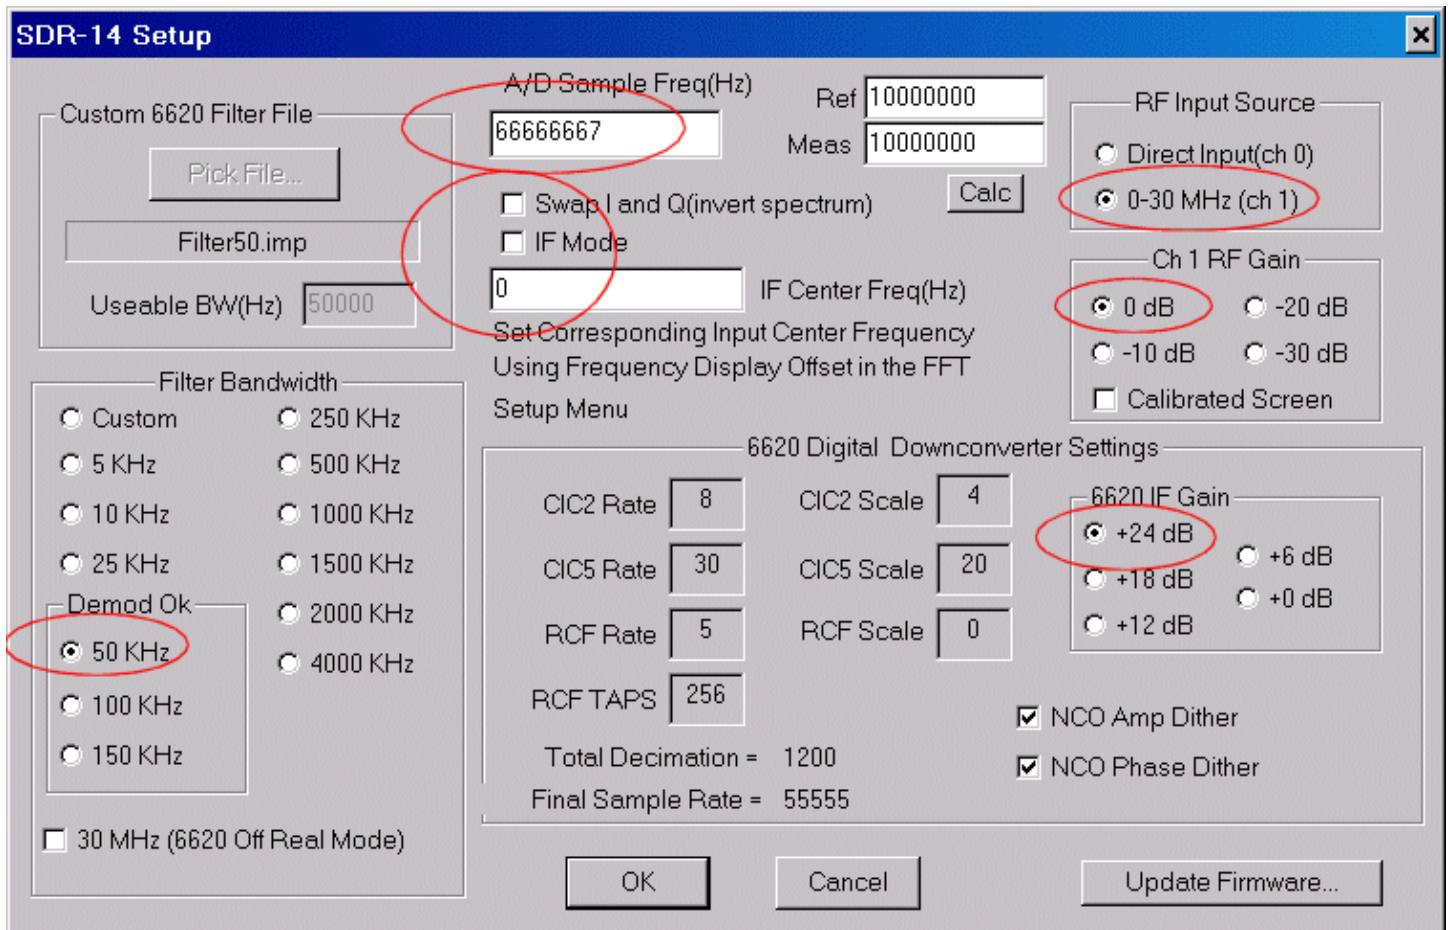 SDR-14 Setup
Custom 6620 Filter File
Pick File...
Filter50.imp
Useable BW(Hz) 50000
A/D Sample Freq(Hz)
66666667
Ref 10000000
Meas 10000000
Calc
Swap I and Q(invert spectrum)
IF Mode
0 IF Center Freq(Hz)
Set Corresponding Input Center Frequency
Using Frequency Display Offset in the FFT
Setup Menu
RF Input Source
Direct Input(ch 0)
0-30 MHz (ch 1)
Ch 1 RF Gain
0 dB -20 dB
-10 dB -30 dB
Calibrated Screen
Filter Bandwidth
Custom 250 KHz
5 KHz 500 KHz
10 KHz 1000 KHz
25 KHz 1500 KHz
Demod Ok 2000 KHz
50 KHz 4000 KHz
100 KHz
150 KHz
30 MHz (6620 Off Real Mode)
6620 Digital Downconverter Settings
CIC2 Rate 8 CIC2 Scale 4
CIC5 Rate 30 CIC5 Scale 20
RCF Rate 5 RCF Scale 0
RCF TAPS 256
Total Decimation = 1200
Final Sample Rate = 55555
6620 IF Gain
+24 dB
+18 dB
+12 dB
+6 dB
+0 dB
NCO Amp Dither
NCO Phase Dither
OK Cancel Update Firmware...